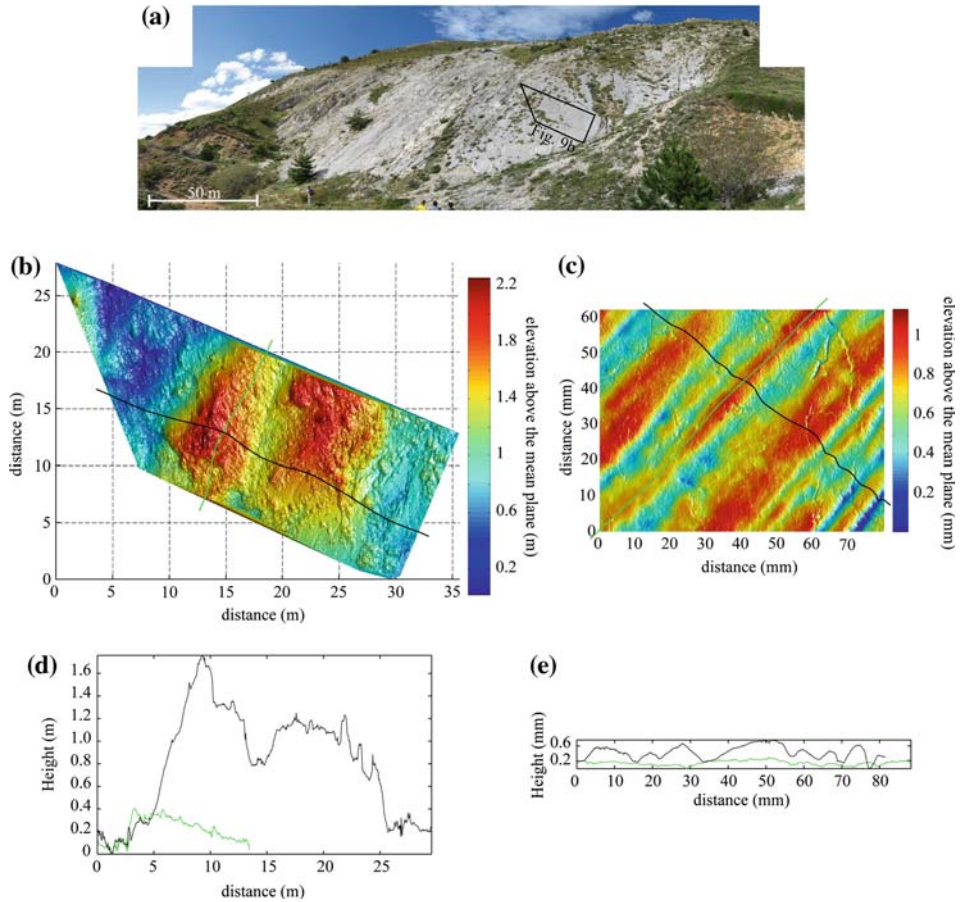 (a)
Fig. 9b
50 m
(b)
25
20
15
10
5
0
0 5 10 15 20 25 30 35
distance (m)
distance (m)
2.2
1.8
1.4
1
0.6
0.2
elevation above the mean plane (m)
(c)
60
50
40
30
20
10
0
0 10 20 30 40 50 60 70
distance (mm)
distance (mm)
1
0.8
0.6
0.4
0.2
elevation above the mean plane (mm)
(d)
1.6
1.4
1.2
1.0
0.8
0.6
0.4
0.2
0
0 5 10 15 20 25
Height (m)
distance (m)
(e)
0.6
0.2
0 10 20 30 40 50 60 70 80
Height (mm)
distance (mm)